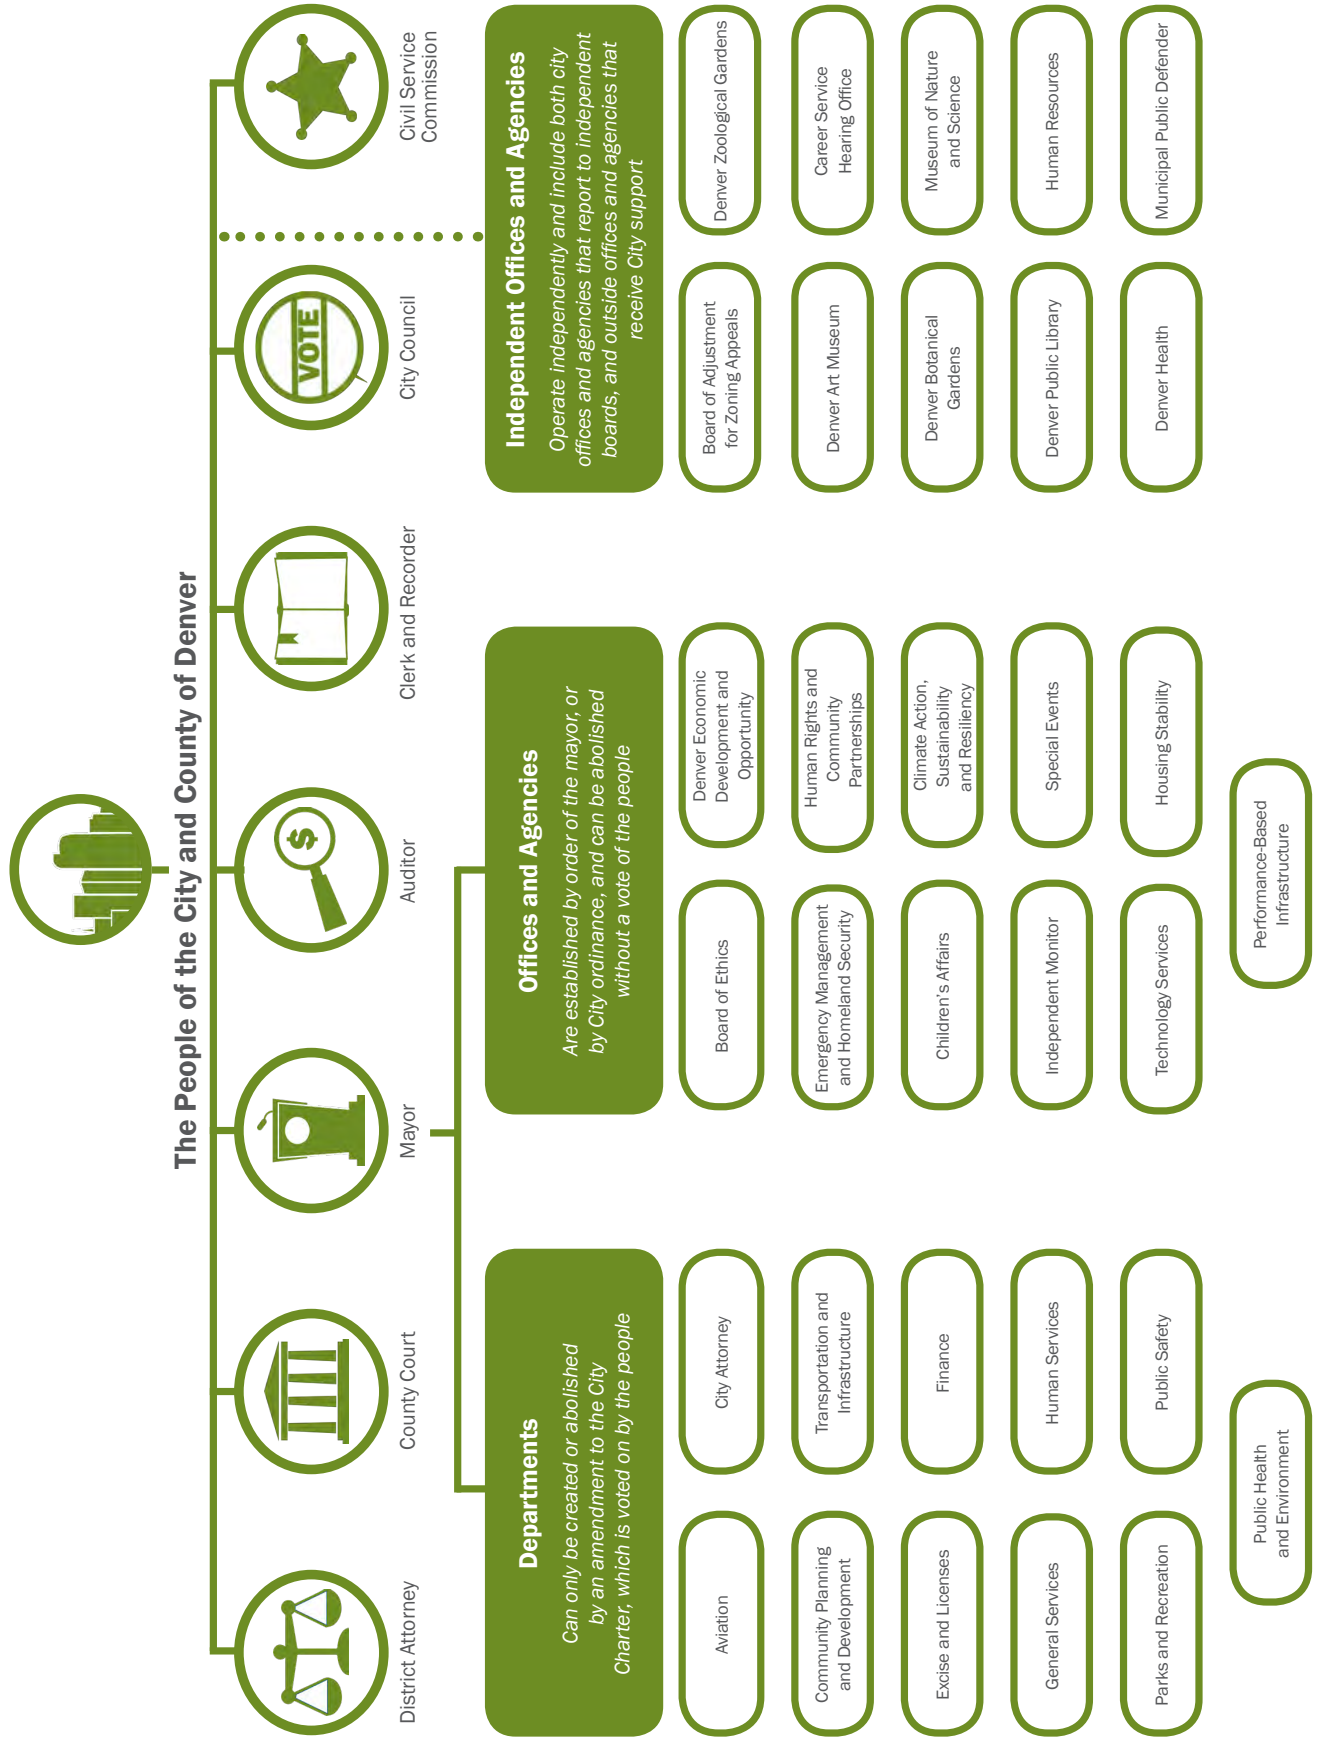 The People of the City and County of Denver
District Attorney
County Court
Mayor
Auditor
Clerk and Recorder
VOTE
City Council
Civil Service
Commission
$
Departments
Can only be created or abolished
by an amendment to the City
Charter, which is voted on by the people
Aviation
City Attorney
Community Planning
and Development
Transportation and
Infrastructure
Excise and Licenses
Finance
General Services
Human Services
Parks and Recreation
Public Safety
Public Health
and Environment
Offices and Agencies
Are established by order of the mayor, or
by City ordinance, and can be abolished
without a vote of the people
Board of Ethics
Denver Economic
Development and
Opportunity
Emergency Management
and Homeland Security
Human Rights and
Community
Partnerships
Children's Affairs
Climate Action,
Sustainability
and Resiliency
Independent Monitor
Special Events
Technology Services
Housing Stability
Performance-Based
Infrastructure
Independent Offices and Agencies
Operate independently and include both city
offices and agencies that report to independent
boards, and outside offices and agencies that
receive City support
Board of Adjustment
for Zoning Appeals
Denver Zoological Gardens
Denver Art Museum
Career Service
Hearing Office
Denver Botanical
Gardens
Museum of Nature
and Science
Denver Public Library
Human Resources
Denver Health
Municipal Public Defender